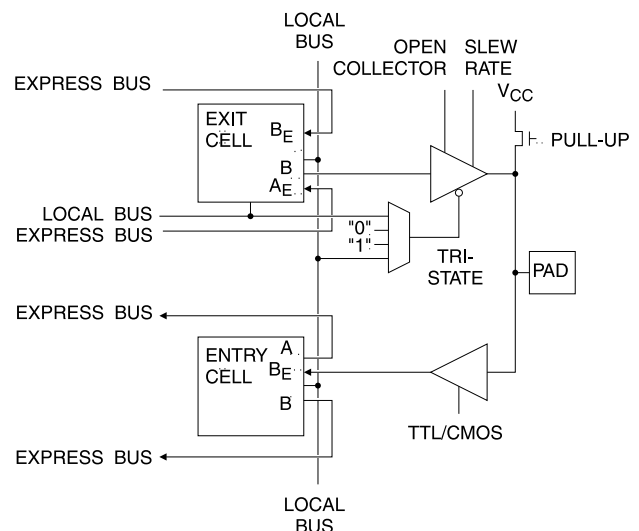 LOCAL
BUS
OPEN
COLLECTOR
SLEW
RATE
VCC
EXPRESS BUS
EXIT
CELL
BE
B
AE
PULL-UP
LOCAL BUS
EXPRESS BUS
"0"
"1"
TRI-
STATE
PAD
EXPRESS BUS
ENTRY
CELL
A
BE
B
TTL/CMOS
EXPRESS BUS
LOCAL
BUS